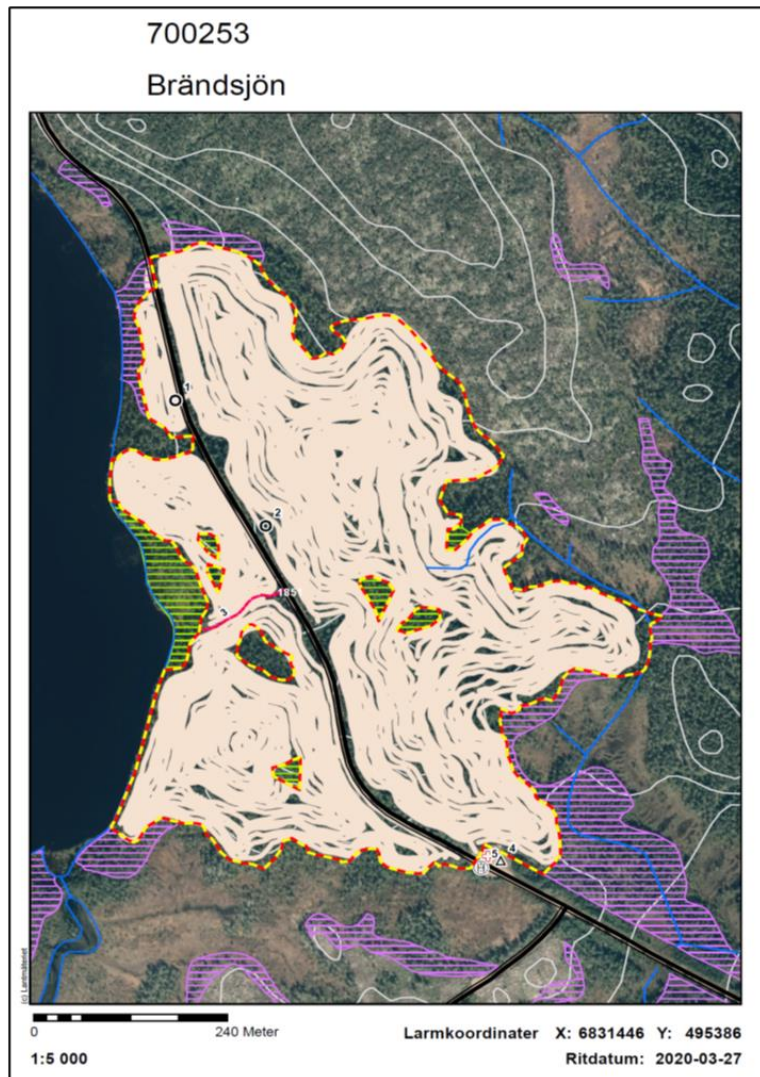 700253
Brändsjön
1
2
185
3
5
4
(c) Lantmäteriet
0 240 Meter
1:5 000
Larmkoordinater X: 6831446 Y: 495386
Ritdatum: 2020-03-27